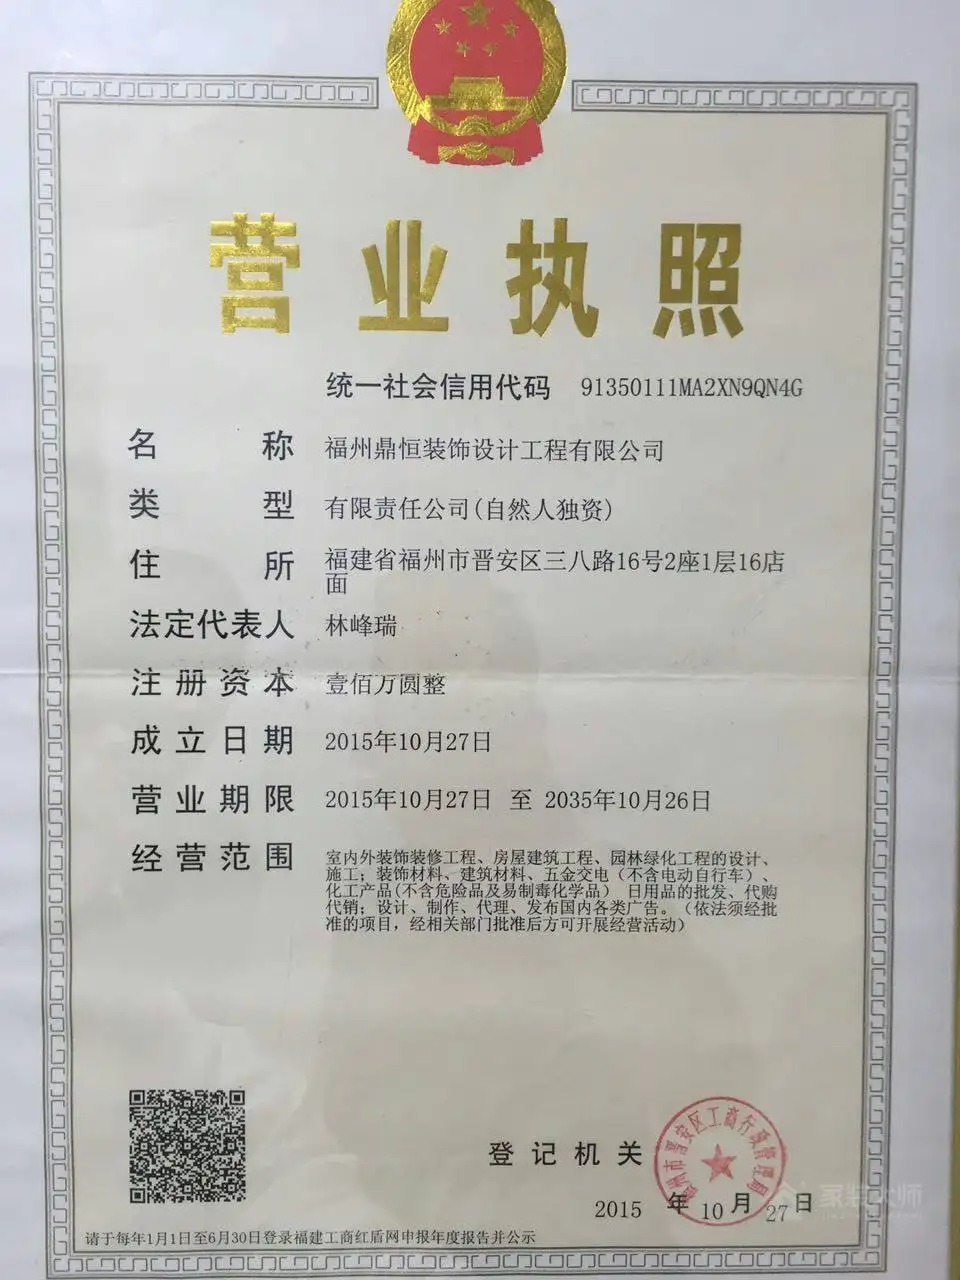 营业执照
统一社会信用代码 91350111MA2XN9QN4G
名称 福州鼎恒装饰设计工程有限公司
类型 有限责任公司(自然人独资)
住所 福建省福州市晋安区三八路16号2座1层16店
面
法定代表人 林峰瑞
注册资本 壹佰万圆整
成立日期 2015年10月27日
营业期限 2015年10月27日 至 2035年10月26日
经营范围 室内外装饰装修工程、房屋建筑工程、园林绿化工程的设计、
施工；装饰材料、建筑材料、五金交电（不含电动自行车）、
化工产品(不含危险品及易制毒化学品） 日用品的批发、代购
代销；设计、制作、代理、发布国内各类广告。（依法须经批
准的项目，经相关部门批准后方可开展经营活动）
登记机关
福州市晋安区工商行政管理局
2015 年 10 月 27 日
家装大师
请于每年1月1日至6月30日登录福建工商红盾网申报年度报告并公示